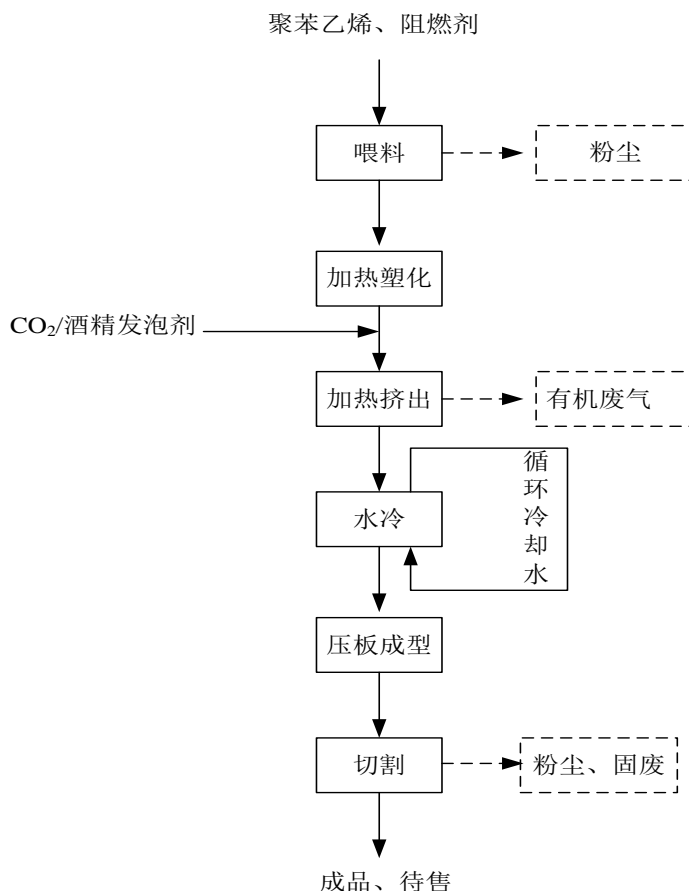 聚苯乙烯、阻燃剂
喂料
粉尘
加热塑化
CO₂/酒精发泡剂
加热挤出
有机废气
循
环
冷
却
水
水冷
压板成型
切割
粉尘、固废
成品、待售